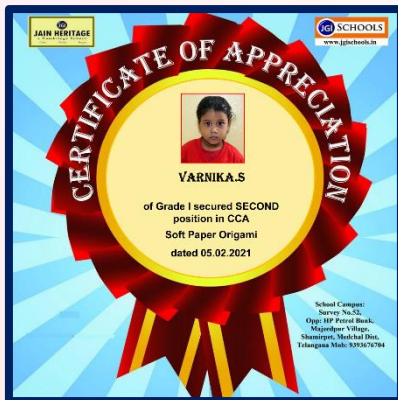 JAIN HERITAGE
a Cambridge School
JGI SCHOOLS
www.jgischools.in
CERTIFICATE OF APPRECIATION
VARNIKA.S
of Grade I secured SECOND
position in CCA
Soft Paper Origami
dated 05.02.2021
School Campus:
Survey No.52,
Opp: HP Petrol Bunk,
Majeedpur Village,
Shamirpet, Medchal Dist,
Telangana Mob: 9393676704